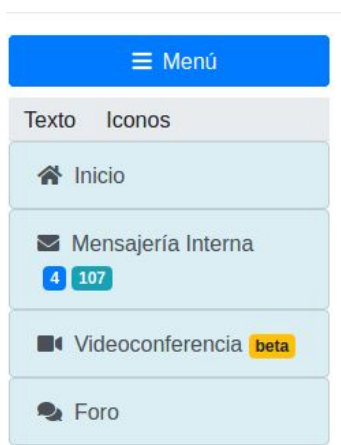 Menú
Texto Iconos
Inicio
Mensajería Interna
4 107
Videoconferencia beta
Foro